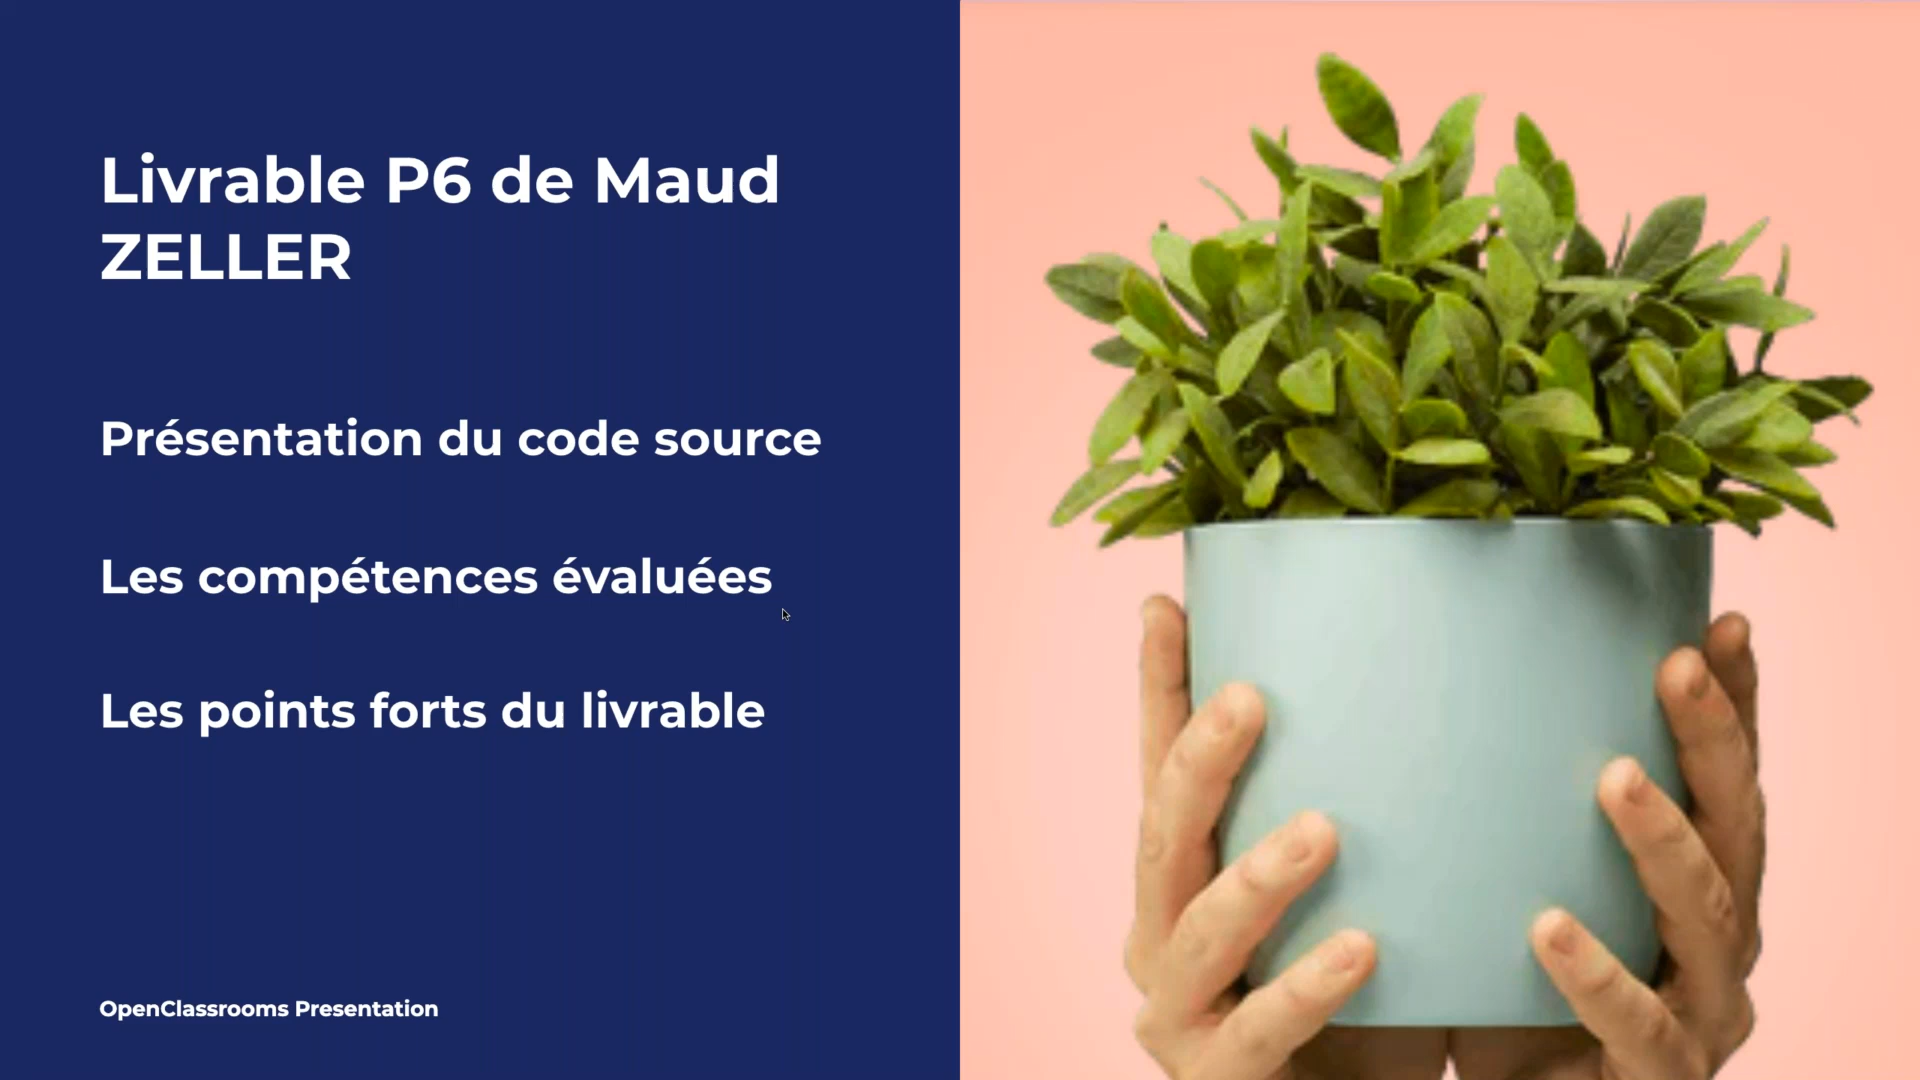 Livrable P6 de Maud
ZELLER
Présentation du code source
Les compétences évaluées
Les points forts du livrable
OpenClassrooms Presentation